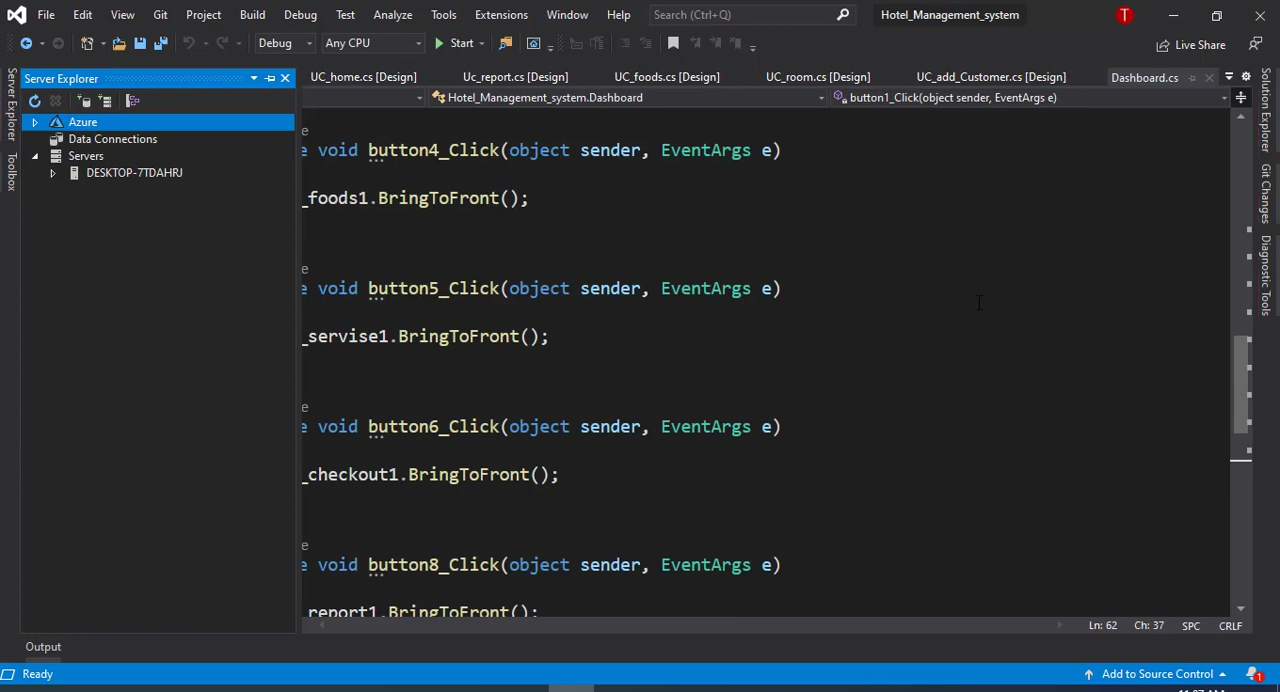 File Edit View Git Project Build Debug Test Analyze Tools Extensions Window Help Search (Ctrl+Q) Hotel_Management_system T
Debug Any CPU Start Live Share
Server Explorer
Azure
Data Connections
Servers
DESKTOP-7TDAHRJ
Server Explorer
Toolbox
UC_home.cs [Design] Uc_report.cs [Design] UC_foods.cs [Design] UC_room.cs [Design] UC_add_Customer.cs [Design] Dashboard.cs
Hotel_Management_system.Dashboard button1_Click(object sender, EventArgs e)
e
e void button4_Click(object sender, EventArgs e)
_foods1.BringToFront();
e
e void button5_Click(object sender, EventArgs e)
_servise1.BringToFront();
e
e void button6_Click(object sender, EventArgs e)
_checkout1.BringToFront();
e
e void button8_Click(object sender, EventArgs e)
_report1.BringToFront();
Solution Explorer
Git Changes
Diagnostic Tools
Ln: 62 Ch: 37 SPC CRLF
Output
Ready Add to Source Control 1